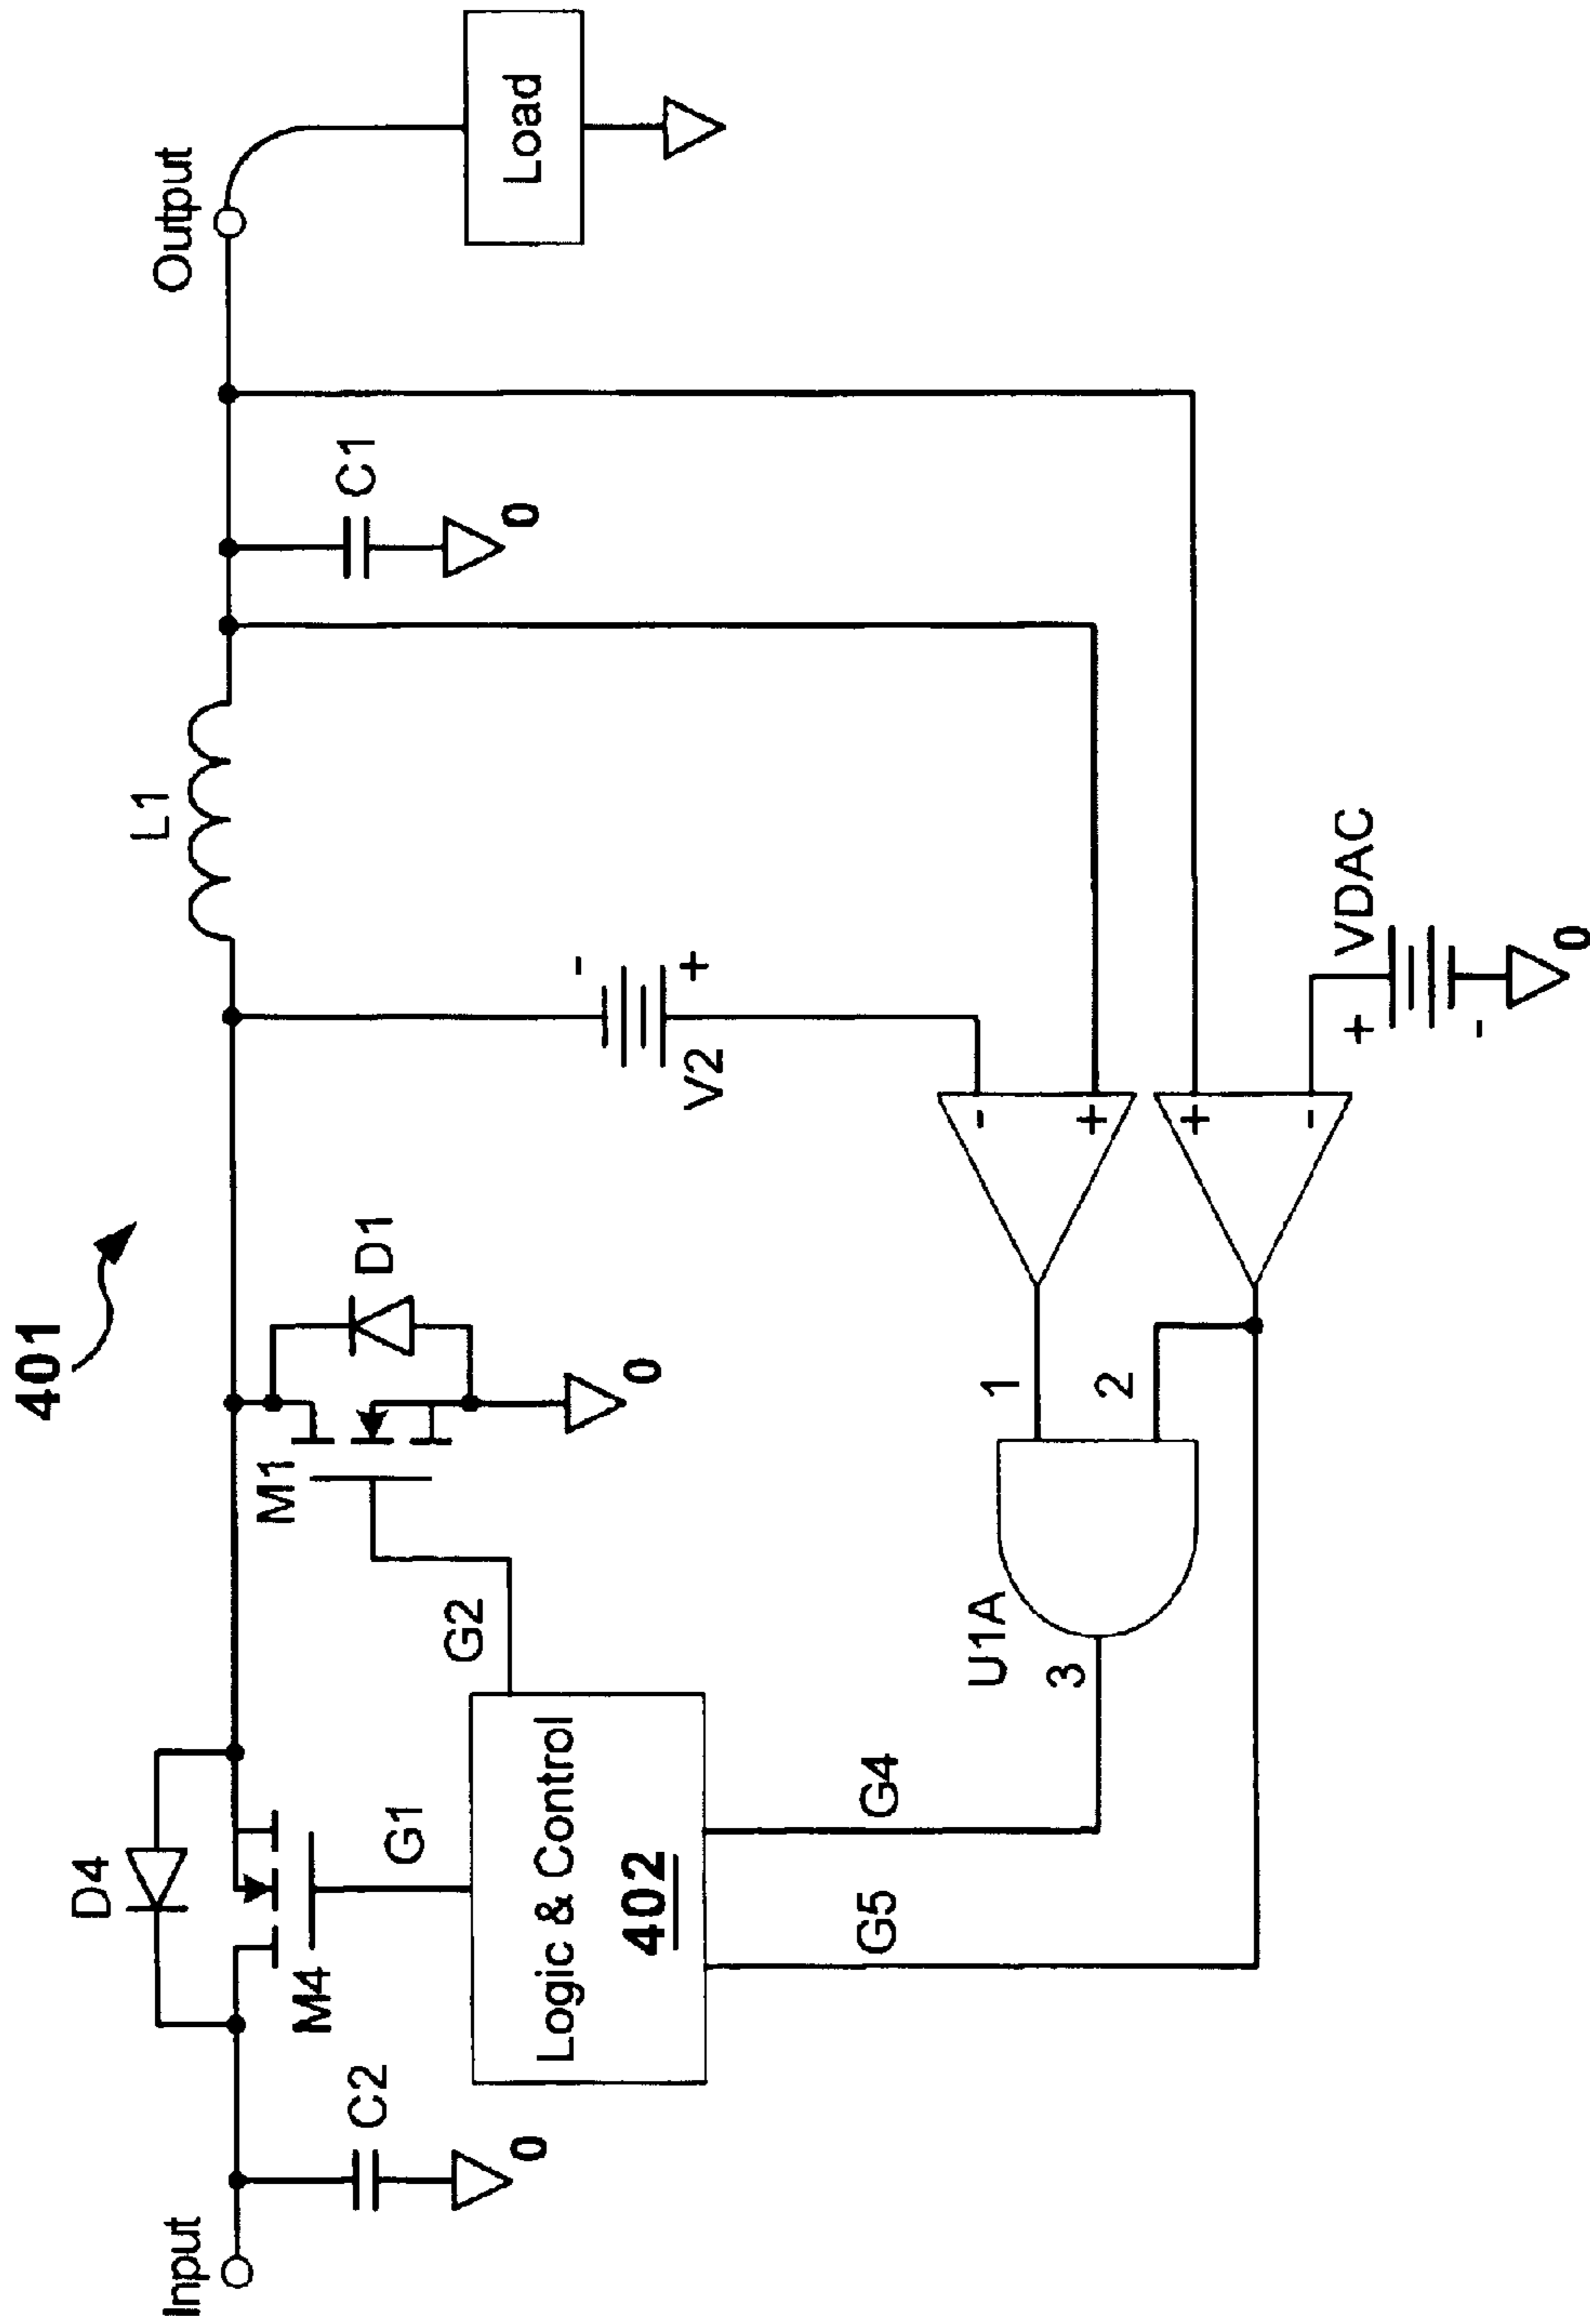 401
Input
C2
0
D4
M4
G1
Logic & Control
402
G2
M1
D1
0
L1
- 
V2
+
C1
0
Output
Load
G5
G4
U1A
3
1
2
-
+
+
-
VDAC
+
-
0